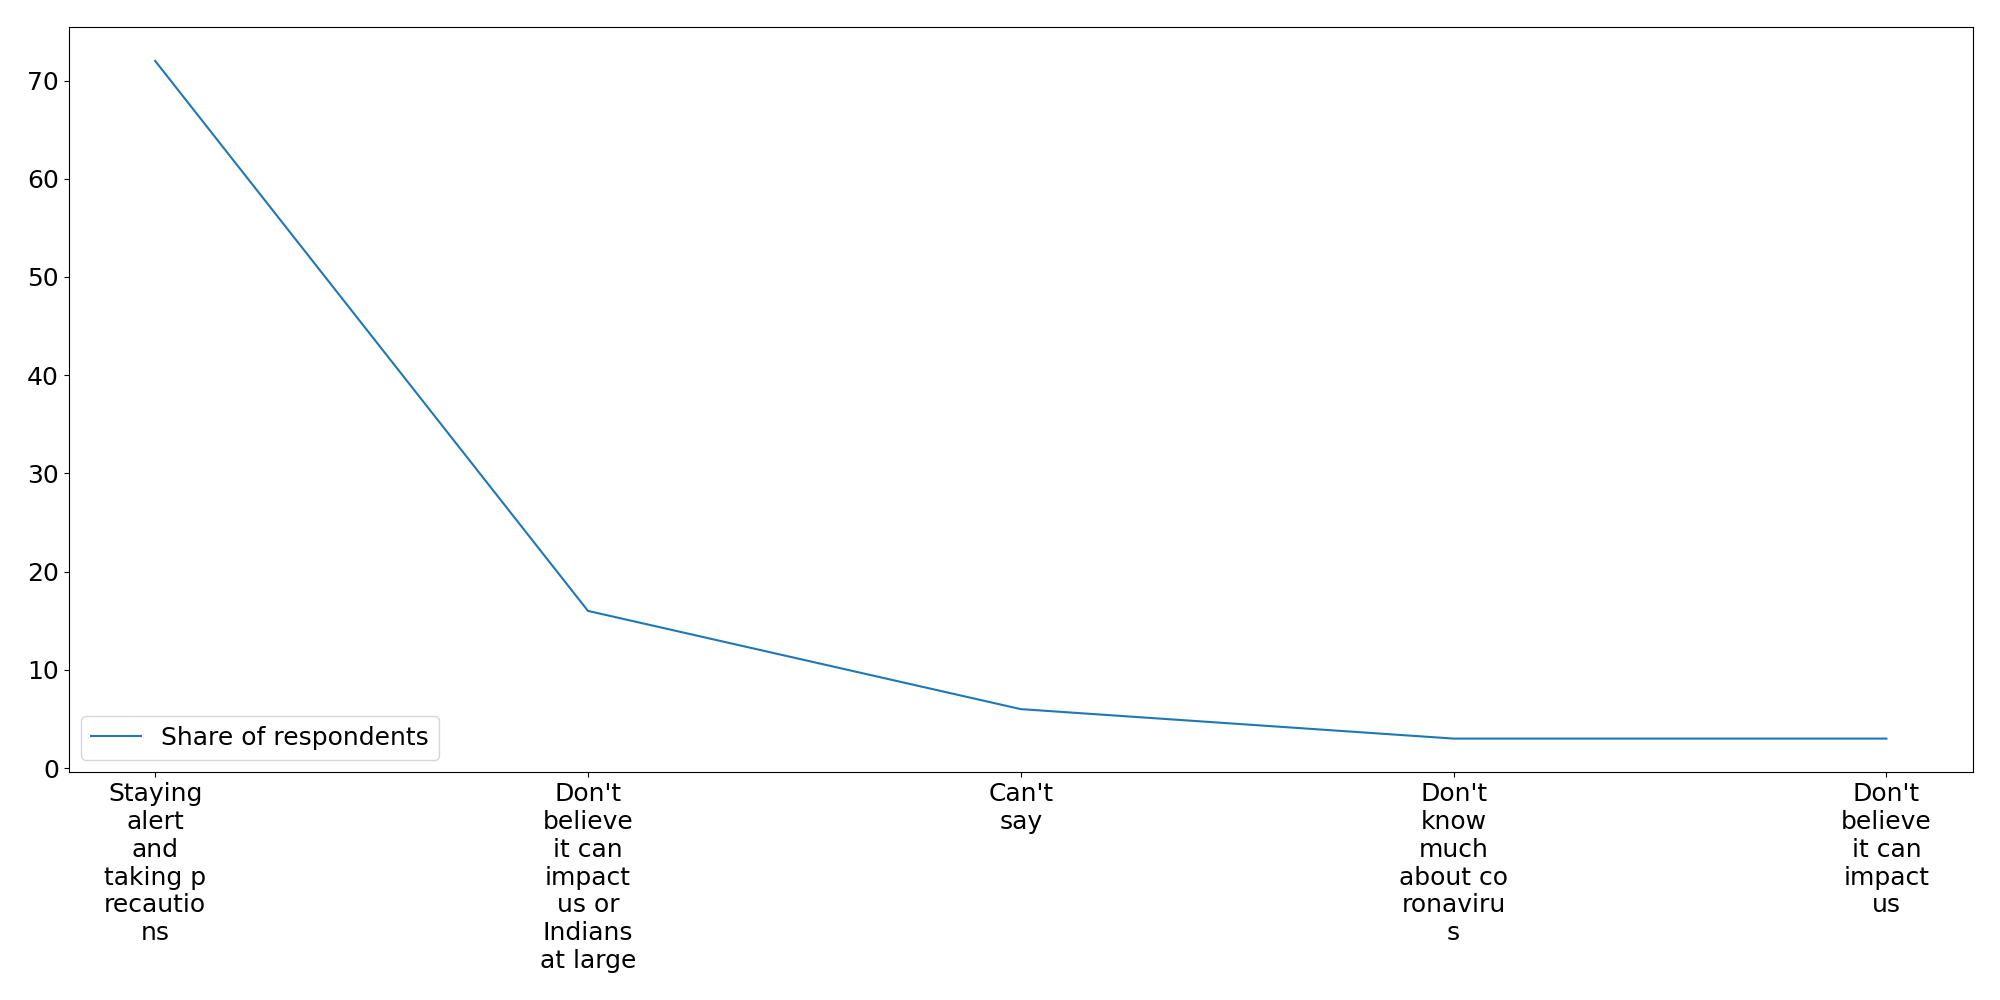 70
60
50
40
30
20
10
0
Share of respondents
Staying
alert
and
taking p
recautio
ns
Don't
believe
it can
impact
us or
Indians
at large
Can't
say
Don't
know
much
about co
ronaviru
s
Don't
believe
it can
impact
us